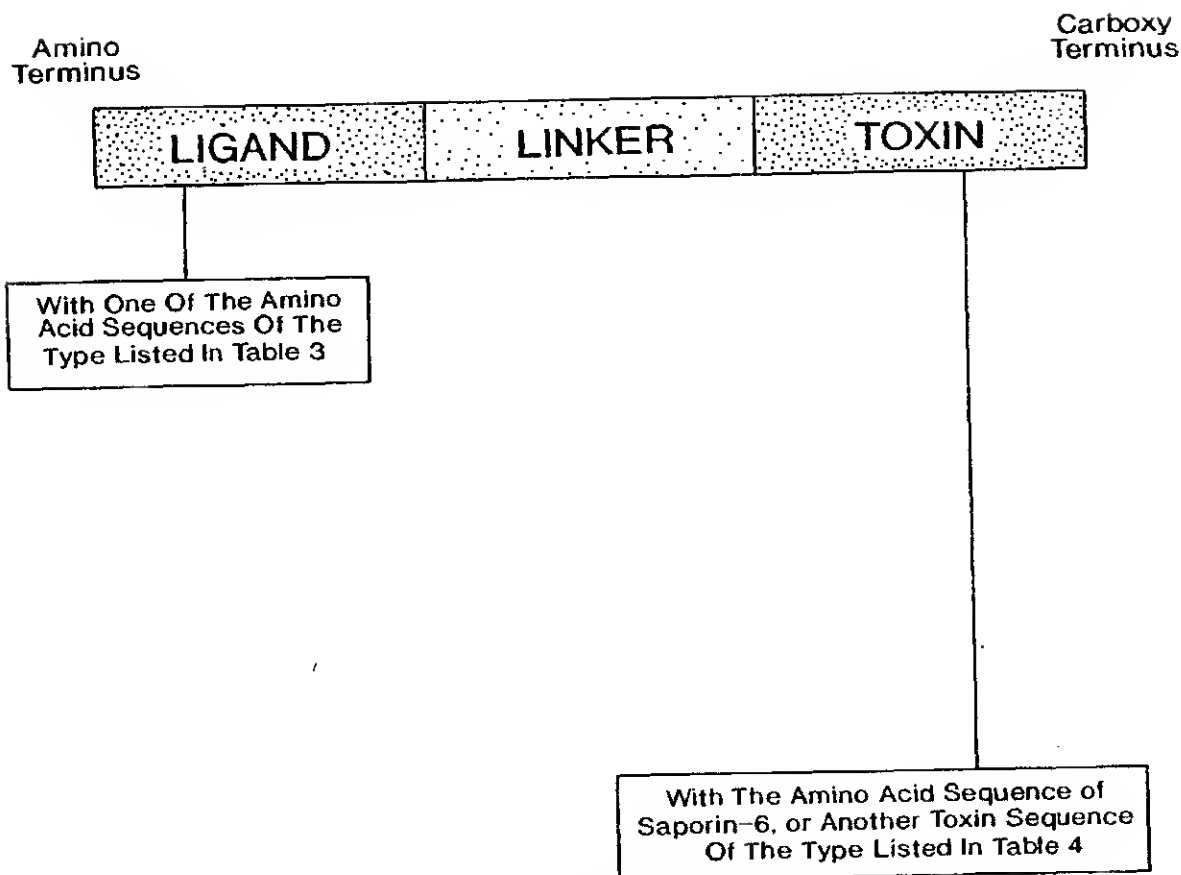 Amino
Terminus
Carboxy
Terminus
LIGAND
LINKER
TOXIN
With One Of The Amino
Acid Sequences Of The
Type Listed In Table 3
With The Amino Acid Sequence of
Saporin-6, or Another Toxin Sequence
Of The Type Listed In Table 4